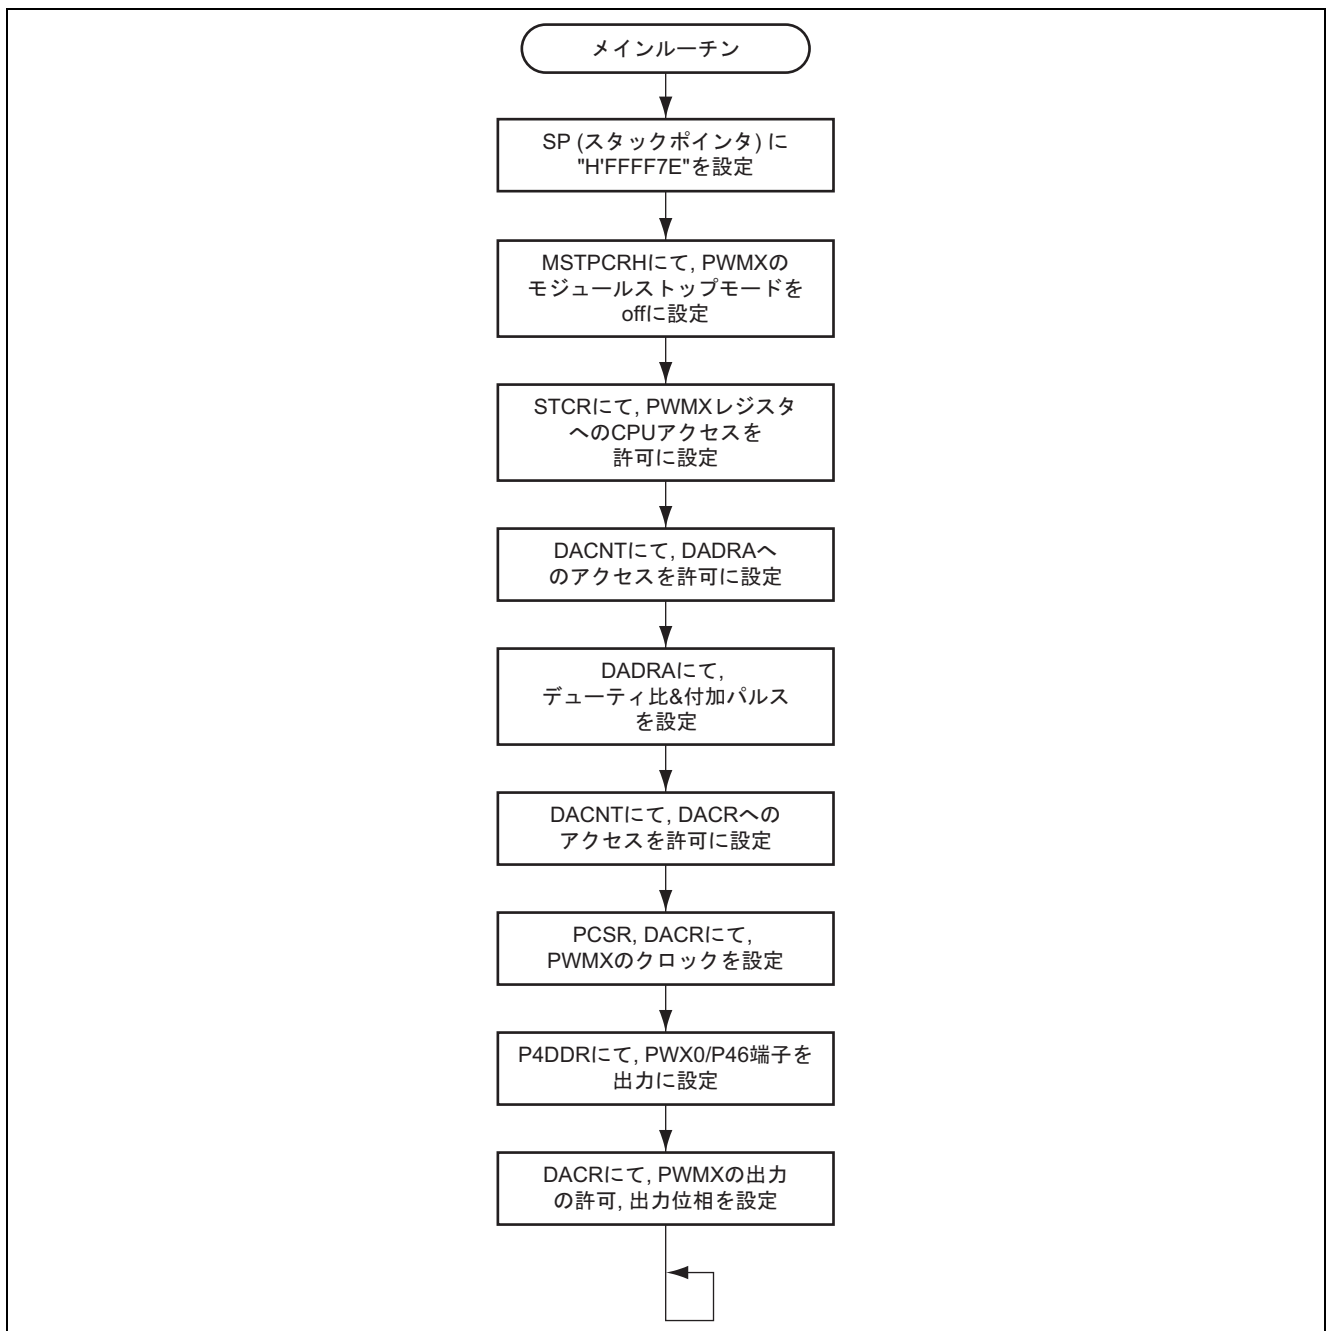 メインルーチン
SP (スタックポインタ) に
"H'FFFF7E"を設定
MSTPCRHにて, PWMXの
モジュールストップモードを
offに設定
STCRにて, PWMXレジスタ
へのCPUアクセスを
許可に設定
DACNTにて, DADRAへ
のアクセスを許可に設定
DADRAにて,
デューティ比&付加パルス
を設定
DACNTにて, DACRへの
アクセスを許可に設定
PCSR, DACRにて,
PWMXのクロックを設定
P4DDRにて, PWX0/P46端子を
出力に設定
DACRにて, PWMXの出力
の許可, 出力位相を設定